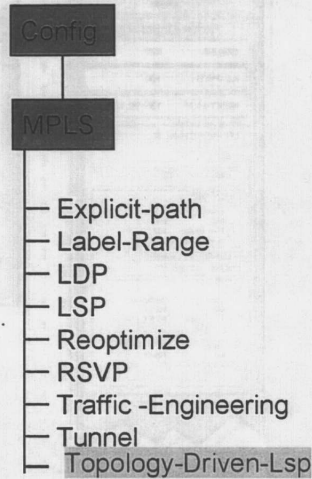 Config
MPLS
Explicit-path
Label-Range
LDP
LSP
Reoptimize
RSVP
Traffic -Engineering
Tunnel
Topology-Driven-Lsp